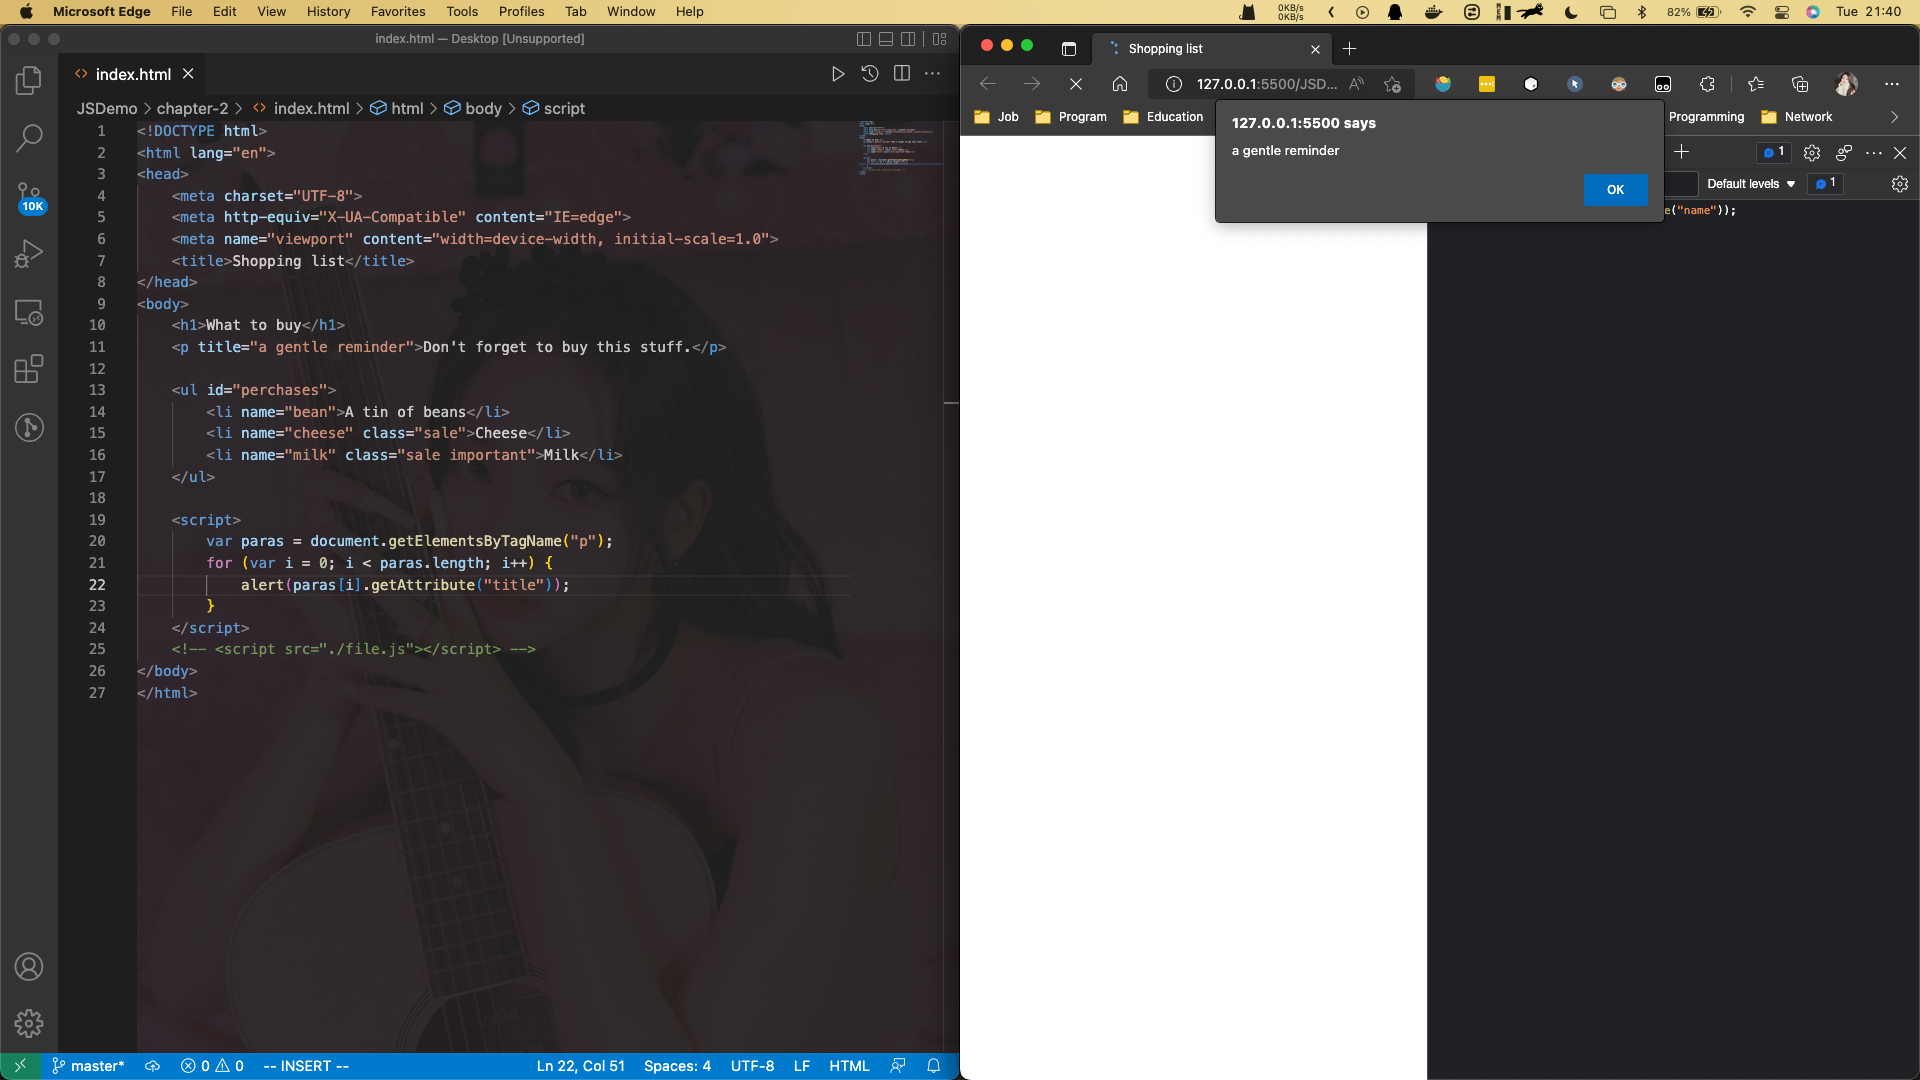 Microsoft Edge File Edit View History Favorites Tools Profiles Tab Window Help
0KB/s
0KB/s
82%
Tue 21:40
index.html — Desktop [Unsupported]
index.html
JSDemo > chapter-2 > index.html > html > body > script
1 <!DOCTYPE html>
2 <html lang="en">
3 <head>
4 <meta charset="UTF-8">
5 <meta http-equiv="X-UA-Compatible" content="IE=edge">
6 <meta name="viewport" content="width=device-width, initial-scale=1.0">
7 <title>Shopping list</title>
8 </head>
9 <body>
10 <h1>What to buy</h1>
11 <p title="a gentle reminder">Don't forget to buy this stuff.</p>
12
13 <ul id="perchases">
14 <li name="bean">A tin of beans</li>
15 <li name="cheese" class="sale">Cheese</li>
16 <li name="milk" class="sale important">Milk</li>
17 </ul>
18
19 <script>
20 var paras = document.getElementsByTagName("p");
21 for (var i = 0; i < paras.length; i++) {
22 alert(paras[i].getAttribute("title"));
23 }
24 </script>
25 <!-- <script src="./file.js"></script> -->
26 </body>
27 </html>
10K
master* 0 0 -- INSERT -- Ln 22, Col 51 Spaces: 4 UTF-8 LF HTML
Shopping list
127.0.0.1:5500/JSD...
Job Program Education Programming Network
127.0.0.1:5500 says
a gentle reminder
OK
1
Default levels 1
("name"));